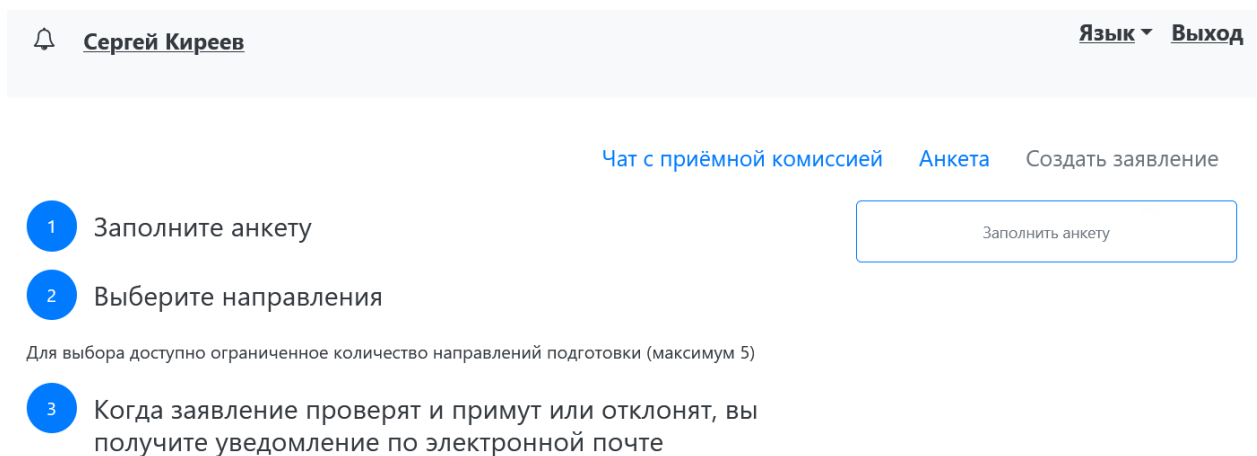 Сергей Киреев
Язык Выход
Чат с приёмной комиссией Анкета Создать заявление
1 Заполните анкету
Заполнить анкету
2 Выберите направления
Для выбора доступно ограниченное количество направлений подготовки (максимум 5)
3 Когда заявление проверят и примут или отклонят, вы
получите уведомление по электронной почте